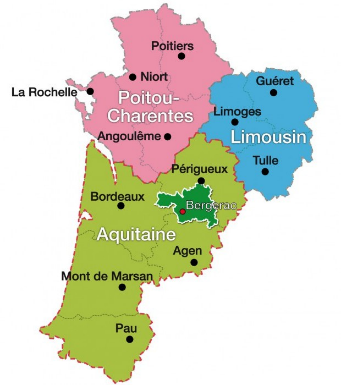 Poitiers
Niort
La Rochelle
Poitou-
Charentes
Guéret
Limoges
Limousin
Angoulême
Tulle
Périgueux
Bordeaux
Bergerac
Aquitaine
Agen
Mont de Marsan
Pau